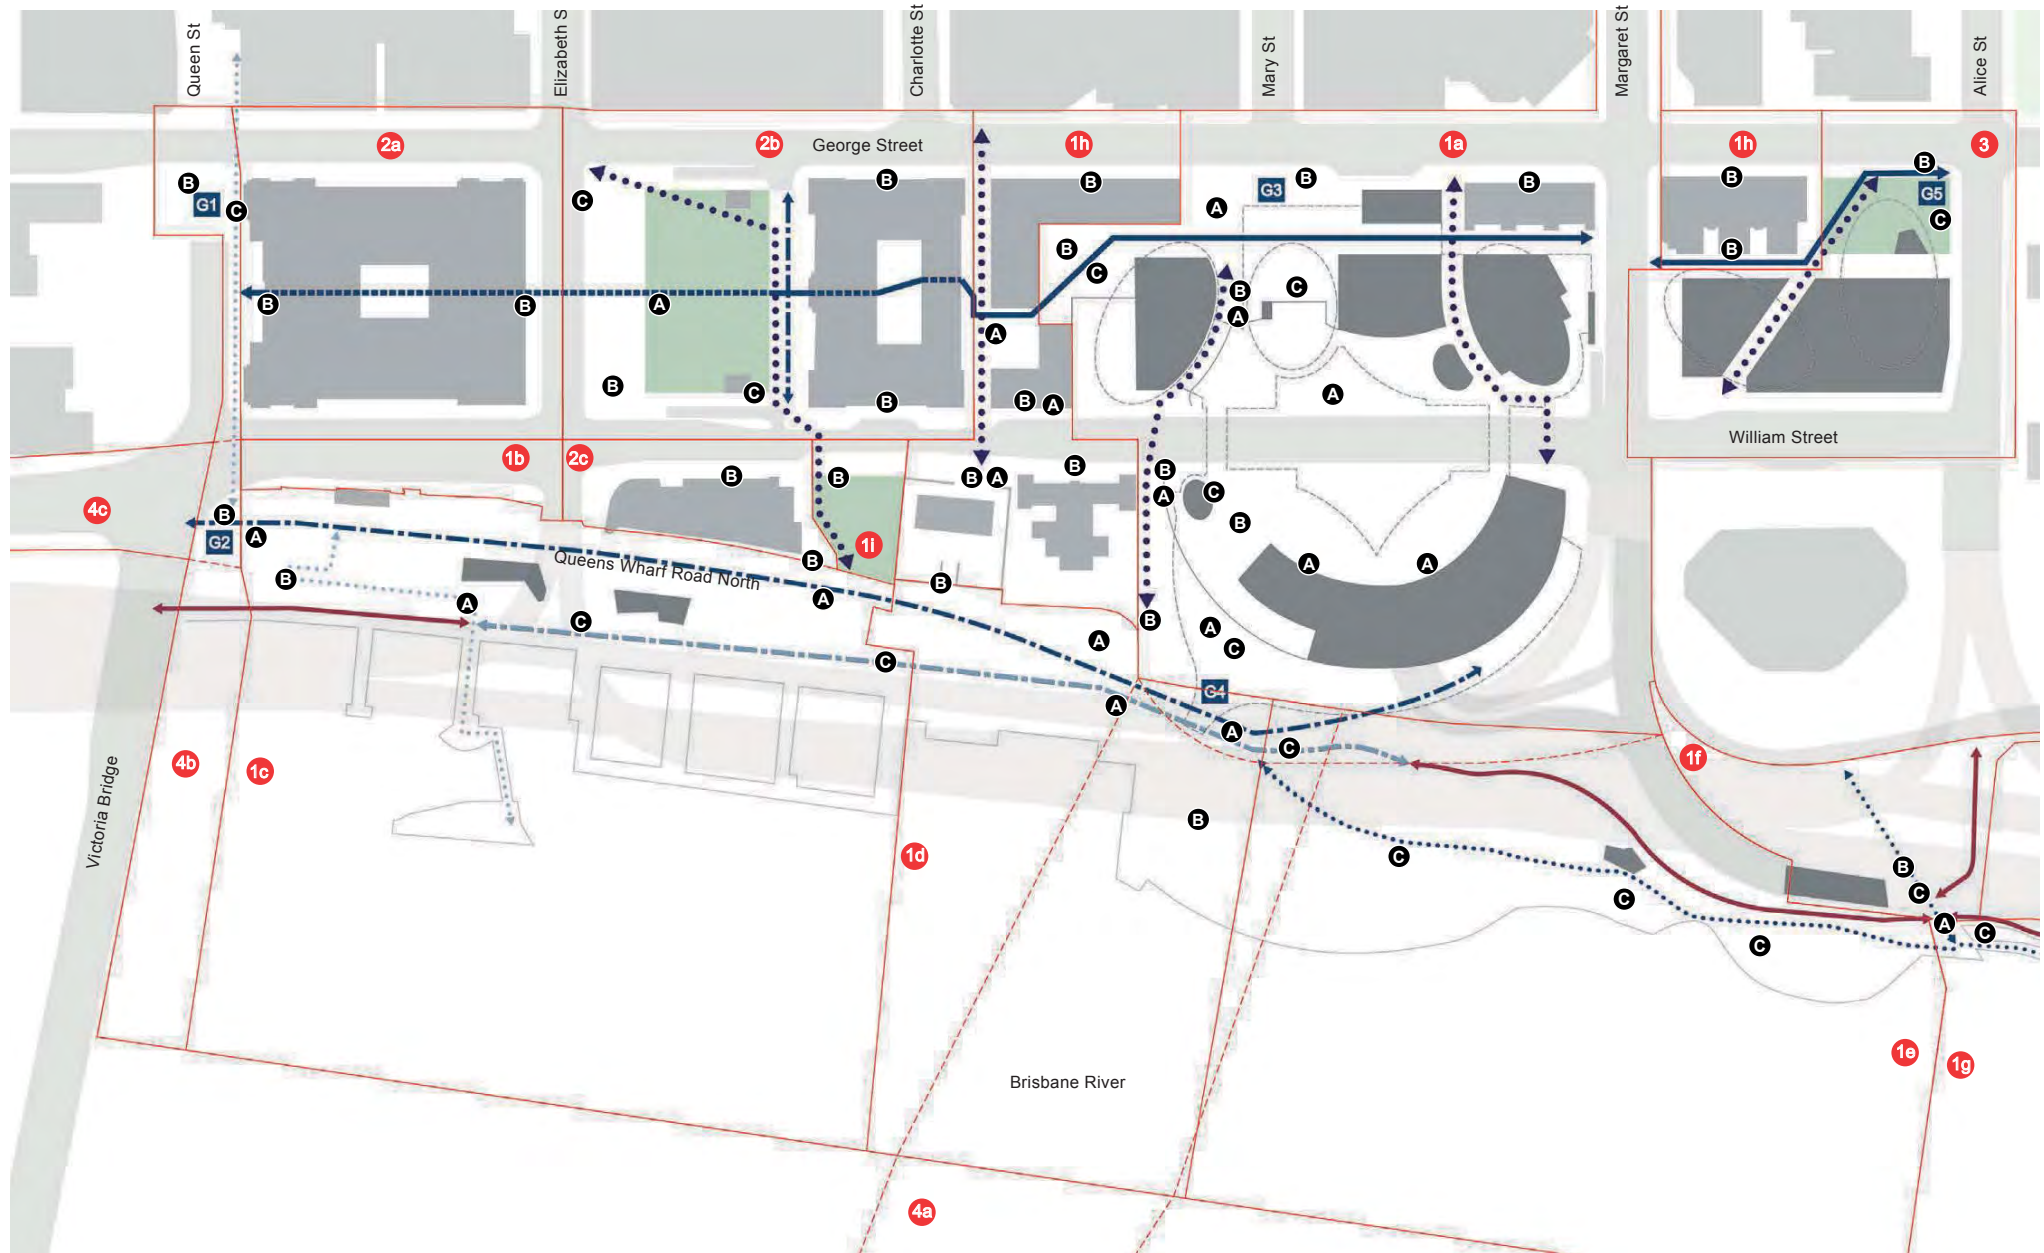 Queen St
Elizabeth S
Charlotte St
Mary St
Margaret St
Alice St
2a
2b
George Street
1h
1a
1h
3
B
G1
C
B
C
B
B
G3
B
A
B
B
B
G5
C
B
B
A
B
C
B
C
B
A
A
B
B
C
B
B
A
A
William Street
1b
2c
4c
B
B
B
A
B
B
A
C
B
G2
A
B
1i
A
A
B
B
Queens Wharf Road North
B
A
A
C
C
A
B
A
C
G4
A
A
C
4b
1c
1f
Victoria Bridge
1d
B
C
C
B
C
A
C
C
1e
1g
Brisbane River
4a